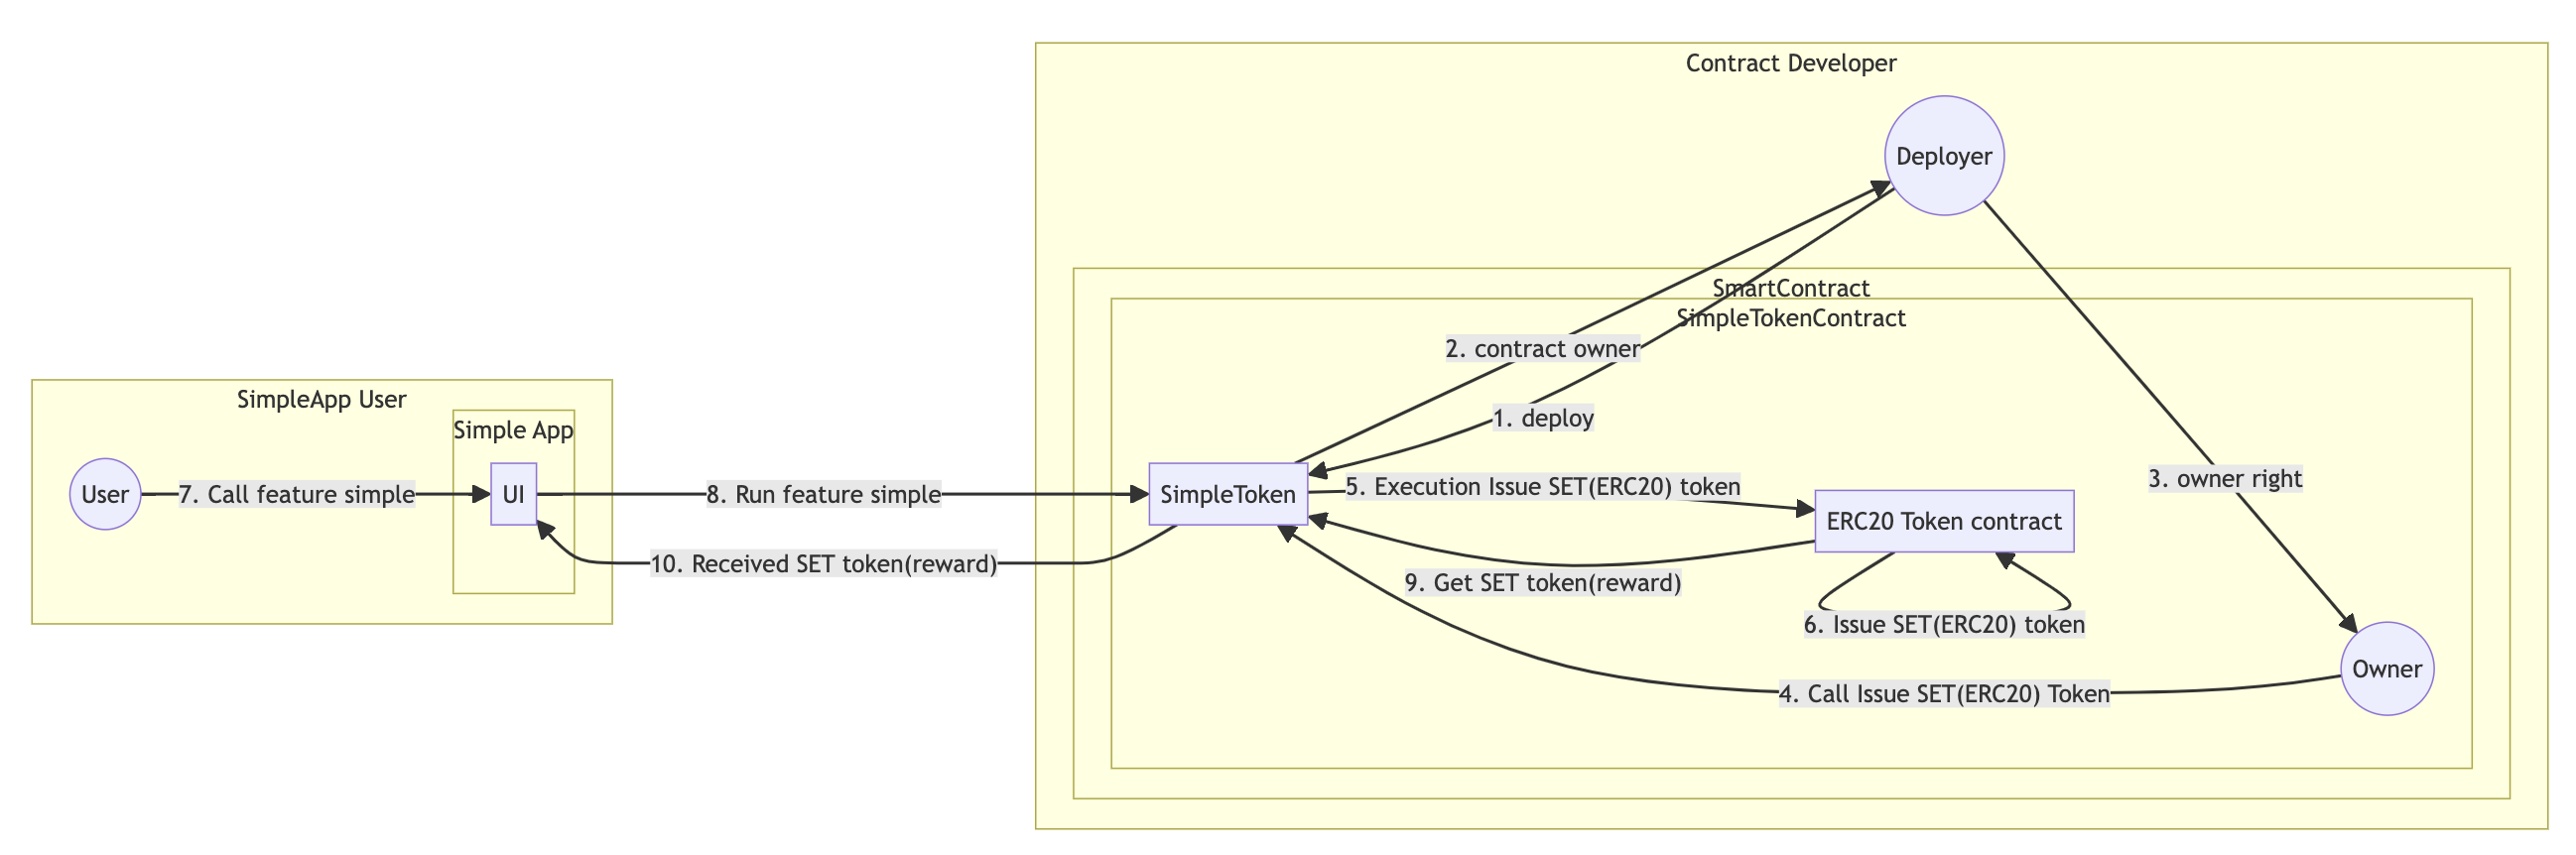 Contract Developer
Deployer
SmartContract
SimpleTokenContract
2. contract owner
1. deploy
3. owner right
SimpleApp User
Simple App
User
7. Call feature simple
UI
8. Run feature simple
SimpleToken
5. Execution Issue SET(ERC20) token
ERC20 Token contract
10. Received SET token(reward)
9. Get SET token(reward)
6. Issue SET(ERC20) token
Owner
4. Call Issue SET(ERC20) Token